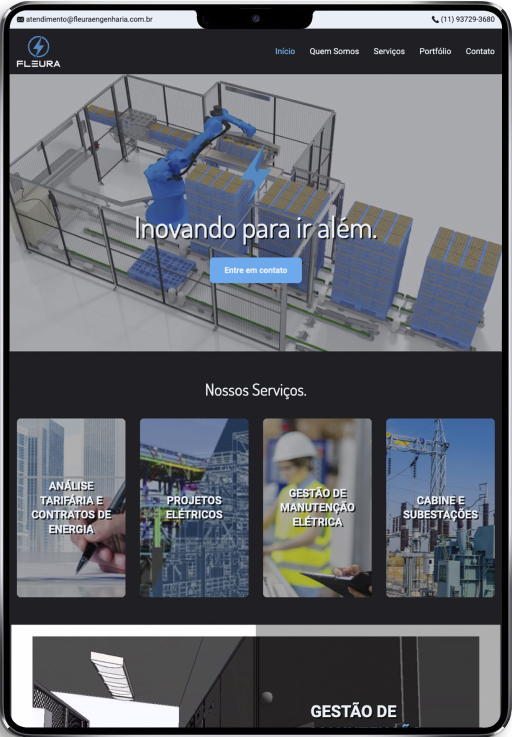 atendimento@fleuraengenharia.com.br
(11) 93729-3680
FLEURA
Início Quem Somos Serviços Portfólio Contato
Inovando para ir além.
Entre em contato
Nossos Serviços.
ANÁLISE
TARIFÁRIA E
CONTRATOS DE
ENERGIA
PROJETOS
ELÉTRICOS
GESTÃO DE
MANUTENÇÃO
ELÉTRICA
CABINE E
SUBESTAÇÕES
GESTÃO DE